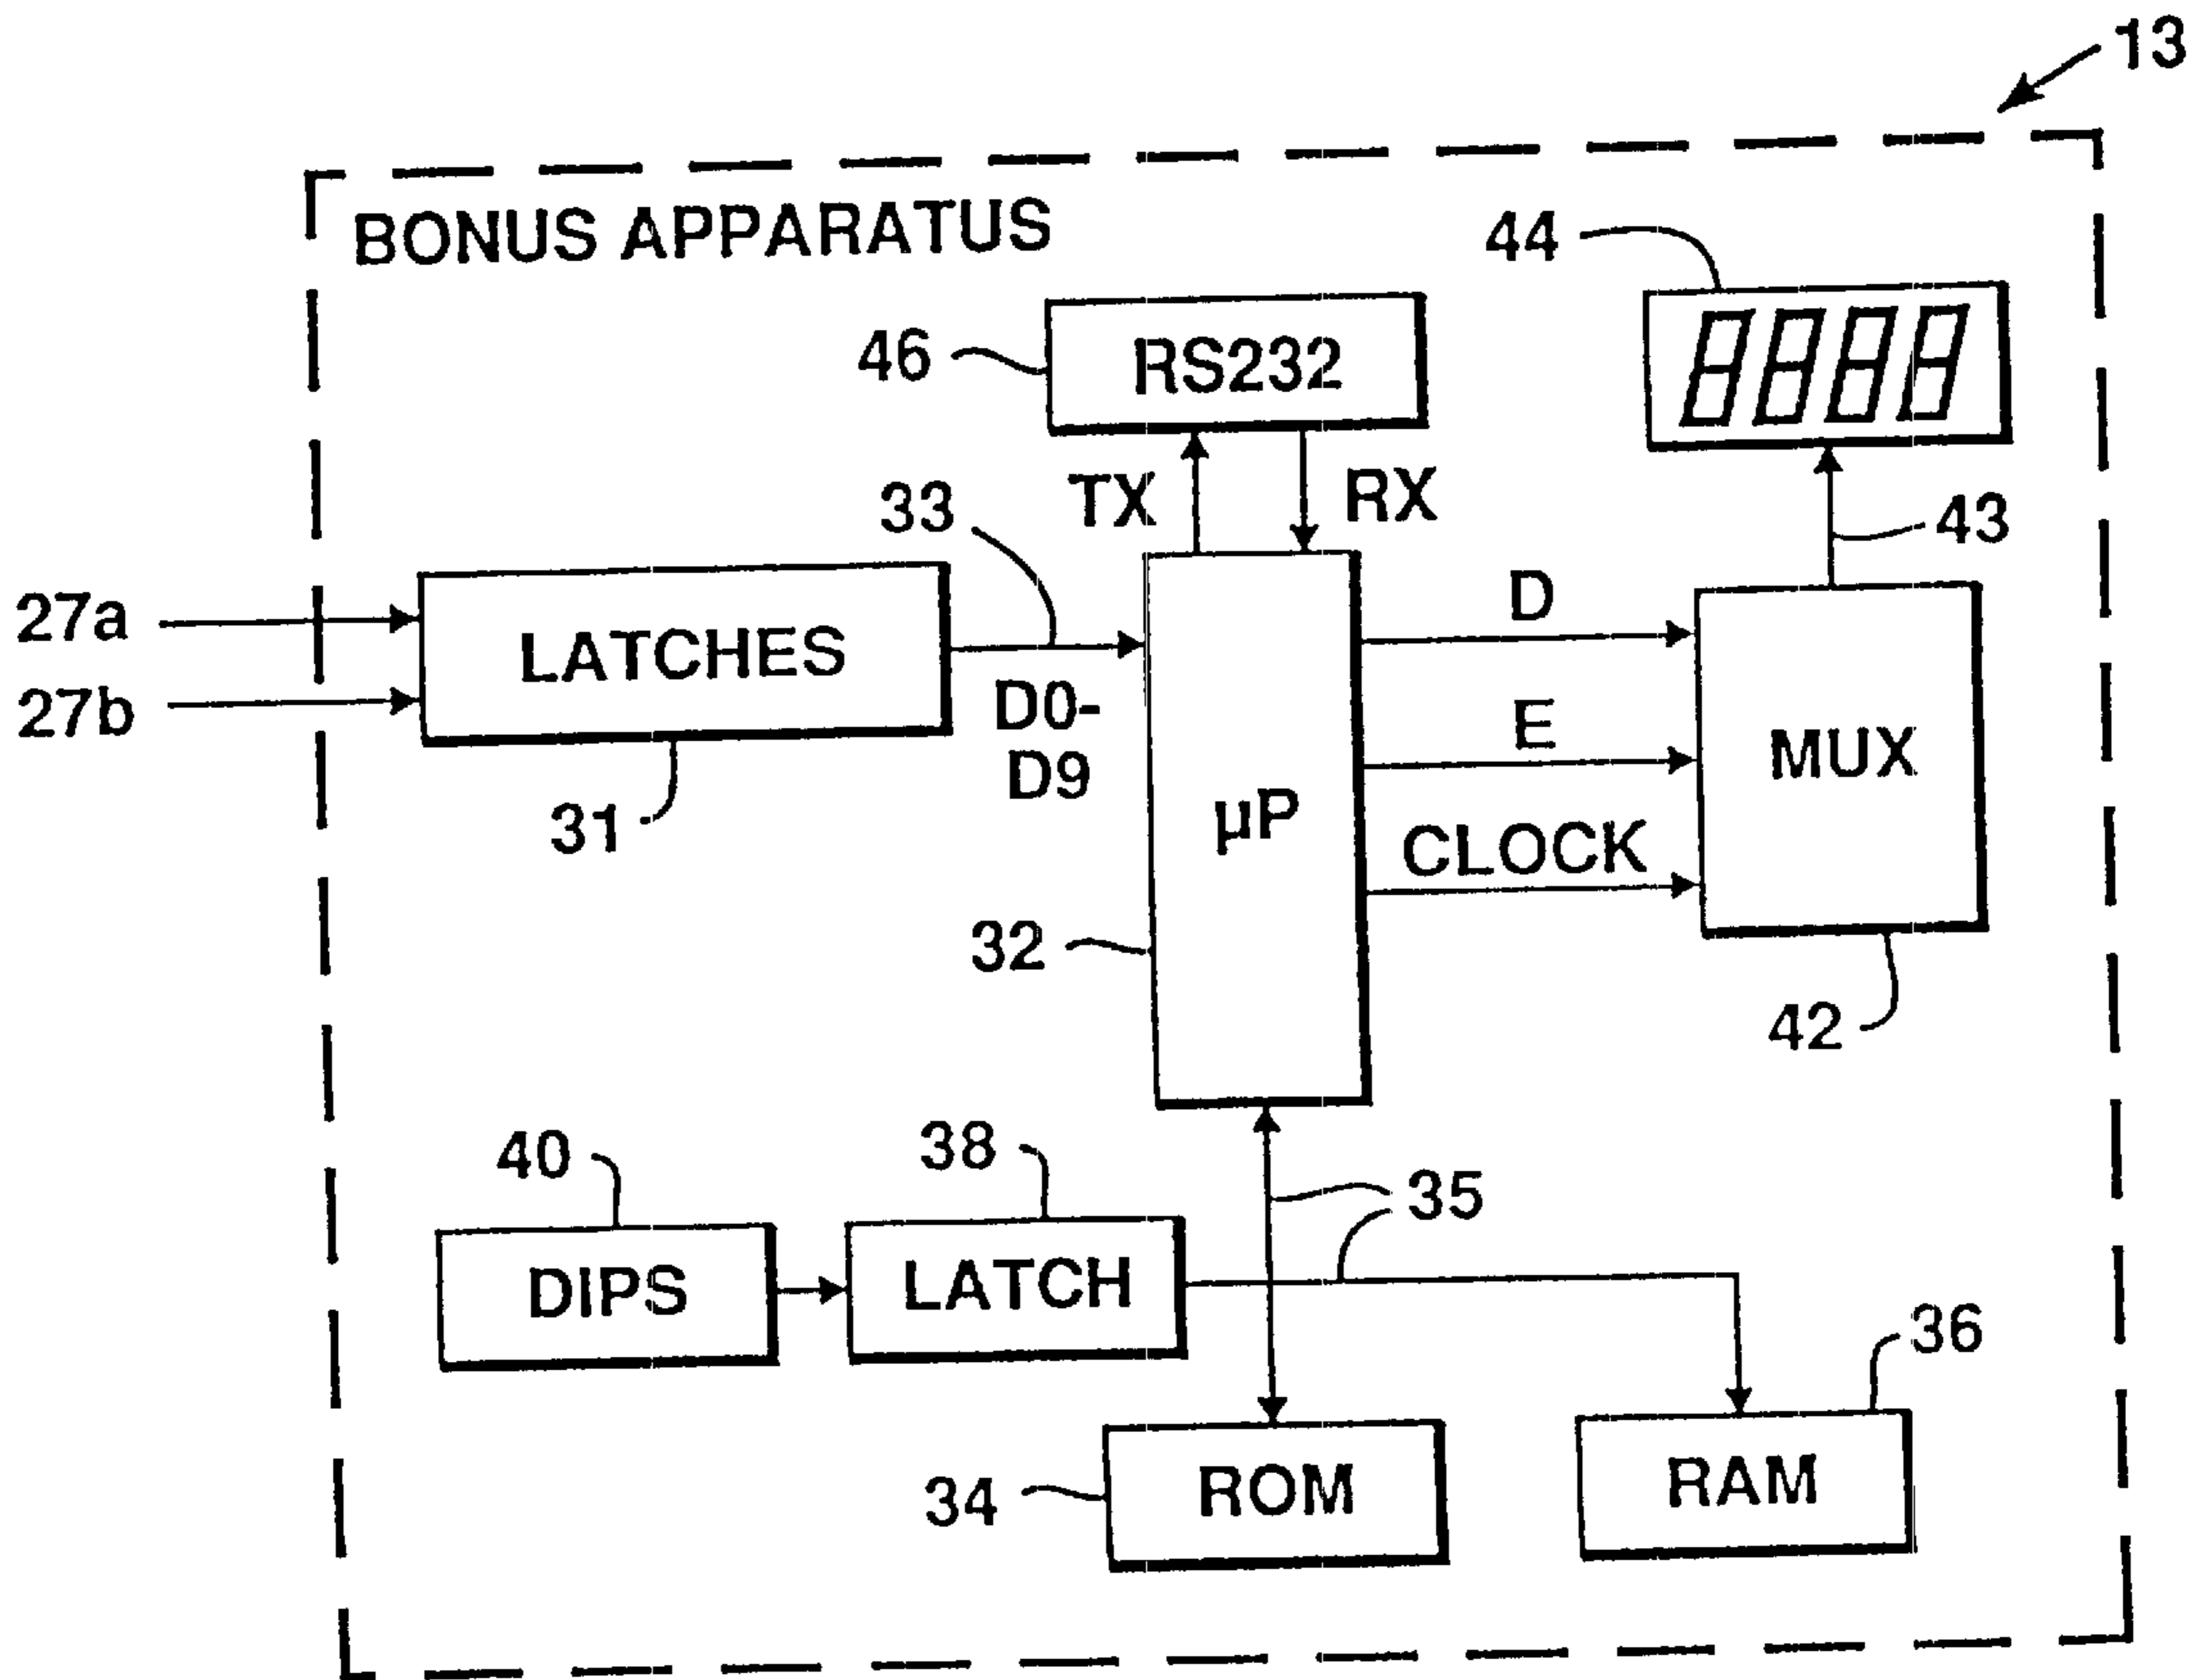 13
BONUS APPARATUS
44
46
RS232
8888
33
TX
RX
43
27a
27b
LATCHES
D0-
D9
31
µP
D
E
CLOCK
MUX
32
42
40
38
35
DIPS
LATCH
36
34
ROM
RAM